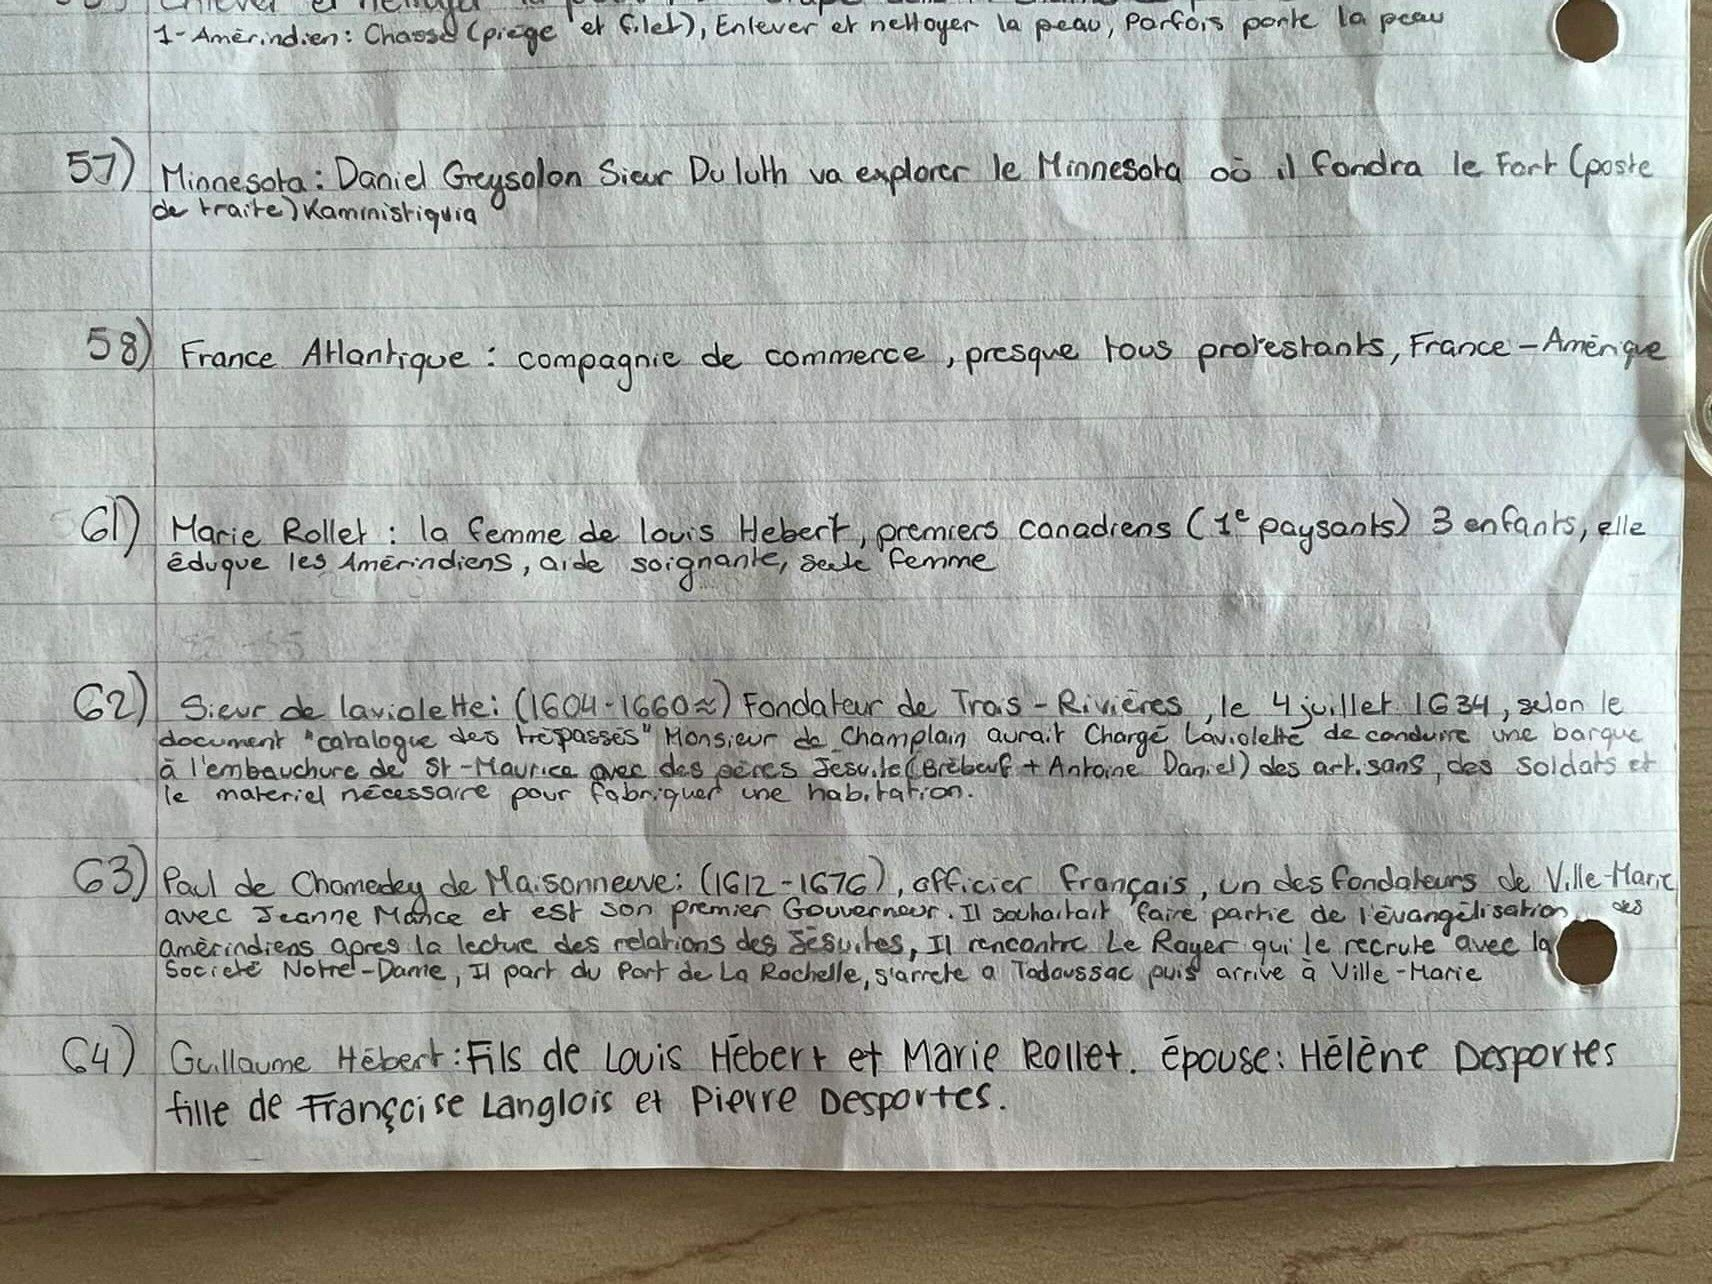 1-Amérindien: Chasse (piège et filet), Enlever et nettoyer la peau, Parfois porte la peau
57) Minnesota: Daniel Greysolon Sieur Du luth va explorer le Minnesota où il fondra le Fort (poste
de traite) Kaministiquia
58) France Atlantique : compagnie de commerce, presque tous protestants, France-Amérique
61) Marie Rollet : la femme de louis Hebert, premiers canadiens (1e paysants) 3 enfants, elle
éduque les Amérindiens, aide soignante, seule femme
62) Sieur de laviolette: (1604-1660≈) Fondateur de Trois-Rivières, le 4 juillet 1634, selon le
document "catalogue des trépassés" Monsieur de Champlain aurait Chargé Laviolette de conduire une barque
à l'embauchure de St-Maurice avec des pères Jesuite (Brébeuf + Antoine Daniel) des artisans, des soldats et
le materiel nécessaire pour fabriquer une habitation.
63) Paul de Chomedey de Maisonneuve: (1612-1676), officier français, un des fondateurs de Ville-Marie
avec Jeanne Mance et est son premier Gouverneur. Il souhaitait faire partie de l'évangélisation des
amérindiens apres la lecture des relations des Jésuites, Il rencontre Le Royer qui le recrute avec la
Societé Notre-Dame, Il part du Port de La Rochelle, s'arrete a Tadoussac puis arrive à Ville-Marie
64) Guillaume Hébert: Fils de Louis Hébert et Marie Rollet. épouse: Hélène Desportes
fille de Françoise Langlois et Pierre Desportes.